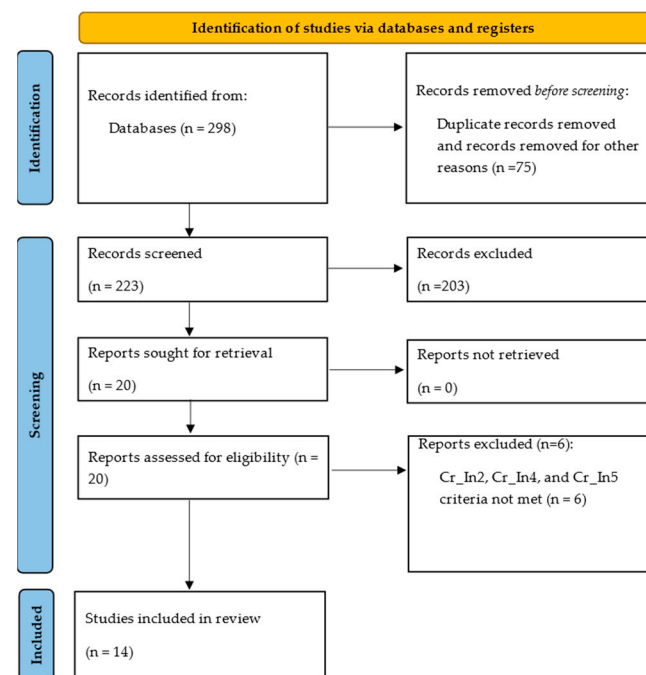 Identification of studies via databases and registers
Identification
Records identified from:
Databases (n = 298)
Records removed before screening:
Duplicate records removed
and records removed for other
reasons (n =75)
Screening
Records screened
(n = 223)
Records excluded
(n =203)
Reports sought for retrieval
(n = 20)
Reports not retrieved
(n = 0)
Reports assessed for eligibility (n =
20)
Reports excluded (n=6):
Cr_In2, Cr_In4, and Cr_In5
criteria not met (n = 6)
Included
Studies included in review
(n = 14)